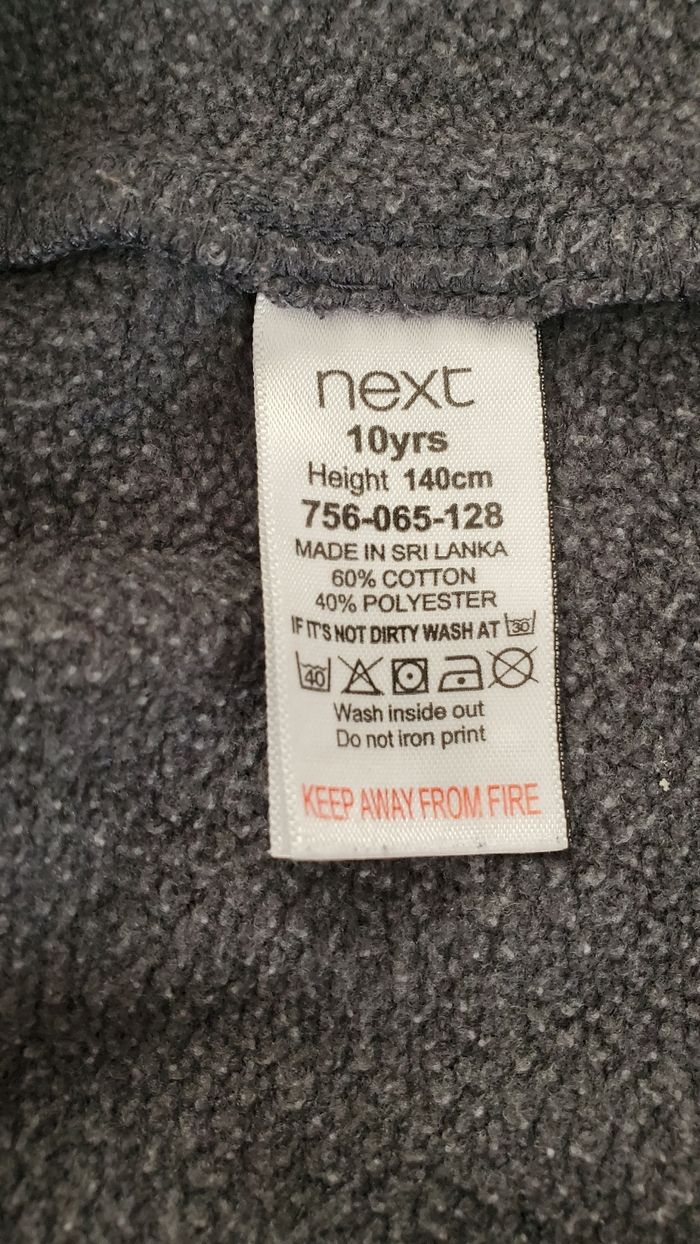 next
10yrs
Height 140cm
756-065-128
MADE IN SRI LANKA
60% COTTON
40% POLYESTER
IF IT'S NOT DIRTY WASH AT 30
40
Wash inside out
Do not iron print
KEEP AWAY FROM FIRE